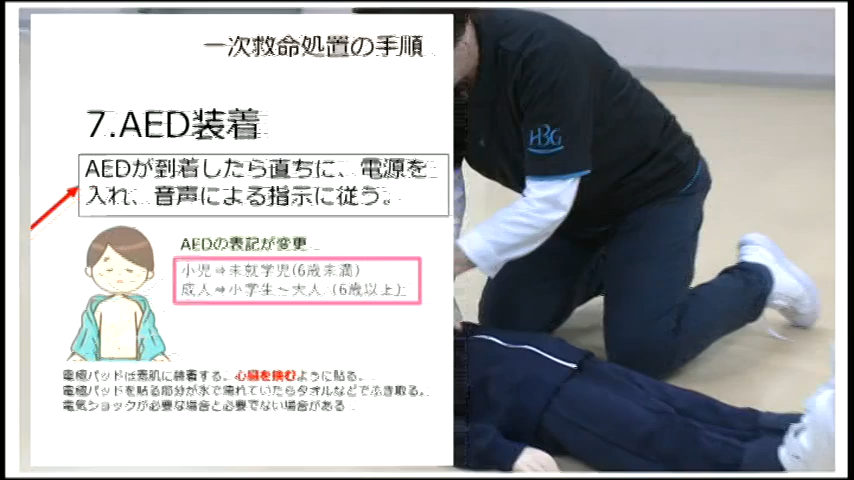 一次救命処置の手順
7.AED装着
AEDが到着したら直ちに、電源を
入れ、音声による指示に従う。
AEDの表記が変更
小児⇒未就学児(6歳未満)
成人⇒小学生~大人（6歳以上)
電極パッドは素肌に装着する。心臓を挟むように貼る。
電極パッドを貼る部分が水で濡れていたらタオルなどでふき取る。
電気ショックが必要な場合と必要でない場合がある
HBG